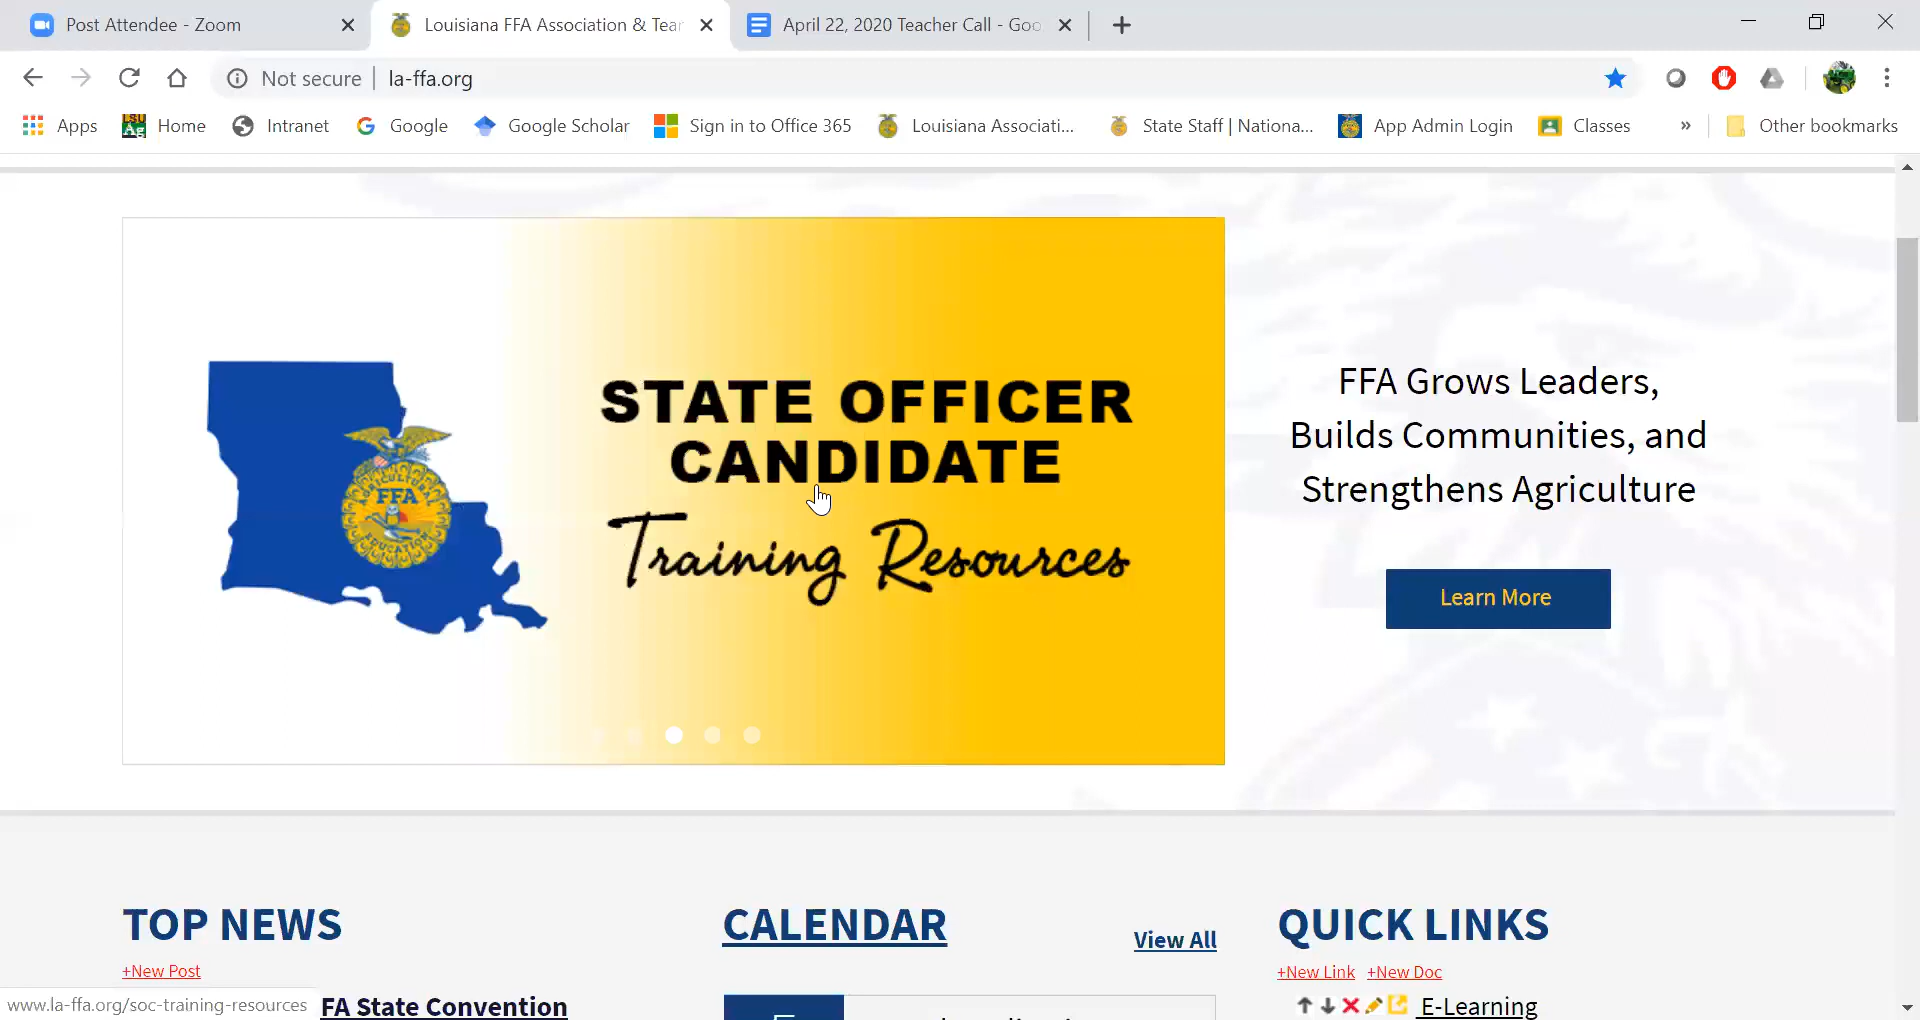 Post Attendee - Zoom
Louisiana FFA Association & Tea
April 22, 2020 Teacher Call - Goo
Not secure
la-ffa.org
Apps
Home
Intranet
Google
Google Scholar
Sign in to Office 365
Louisiana Associati...
State Staff | Nationa...
App Admin Login
Classes
»
Other bookmarks
AGRICULTURAL
FFA
EDUCATION
STATE OFFICER
CANDIDATE
Training Resources
FFA Grows Leaders,
Builds Communities, and
Strengthens Agriculture
Learn More
TOP NEWS
+New Post
FA State Convention
CALENDAR
View All
QUICK LINKS
+New Link +New Doc
E-Learning
www.la-ffa.org/soc-training-resources